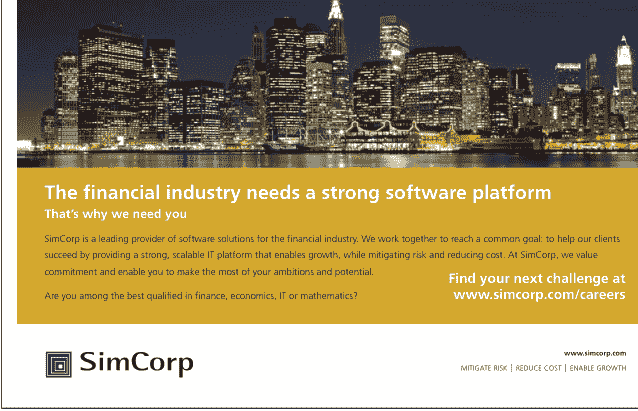 The financial industry needs a strong software platform
That's why we need you
SimCorp is a leading provider of software solutions for the financial industry. We work together to reach a common goal: to help our clients
succeed by providing a strong, scalable IT platform that enables growth, while mitigating risk and reducing cost. At SimCorp, we value
commitment and enable you to make the most of your ambitions and potential.
Are you among the best qualified in finance, economics, IT or mathematics?
Find your next challenge at
www.simcorp.com/careers
SimCorp
www.simcorp.com
MITIGATE RISK | REDUCE COST | ENABLE GROWTH